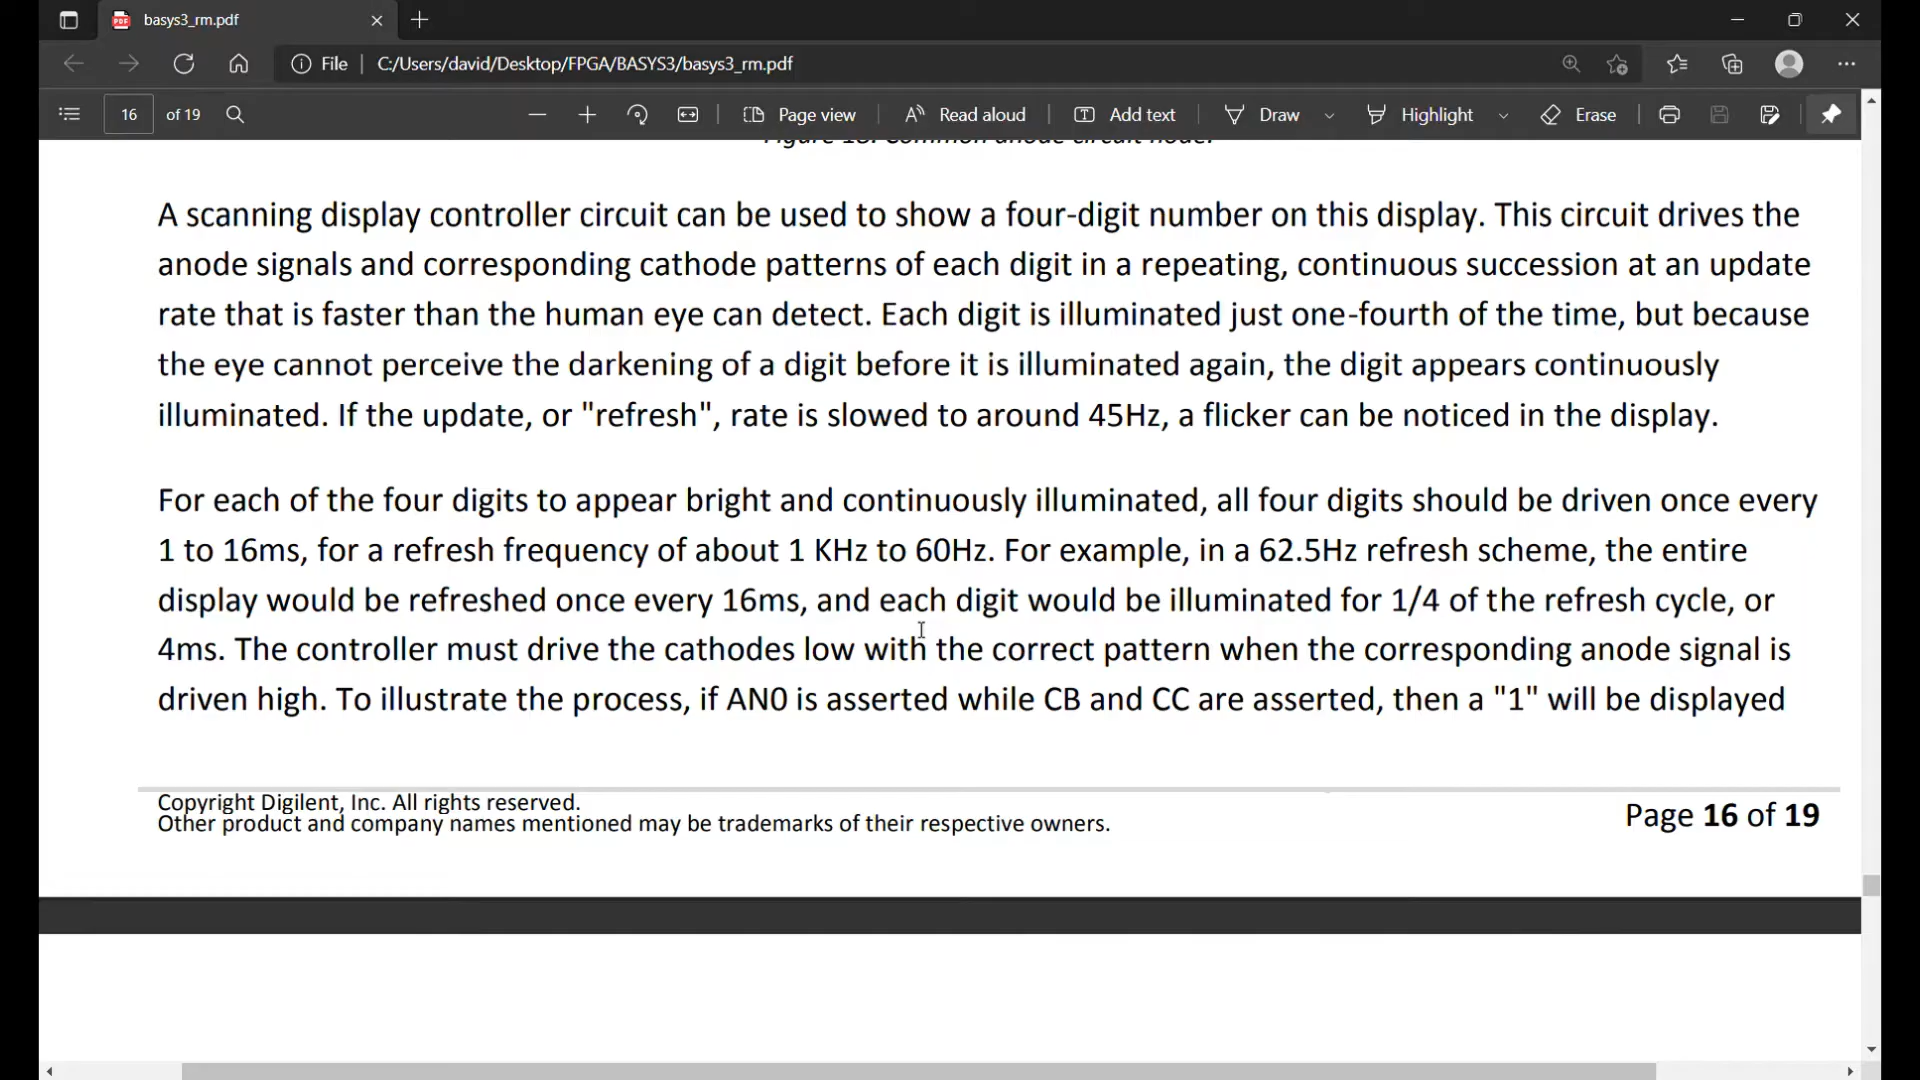 basys3_rm.pdf
File
C:/Users/david/Desktop/FPGA/BASYS3/basys3_rm.pdf
16 of 19
Page view
Read aloud
Add text
Draw
Highlight
Erase
A scanning display controller circuit can be used to show a four-digit number on this display. This circuit drives the
anode signals and corresponding cathode patterns of each digit in a repeating, continuous succession at an update
rate that is faster than the human eye can detect. Each digit is illuminated just one-fourth of the time, but because
the eye cannot perceive the darkening of a digit before it is illuminated again, the digit appears continuously
illuminated. If the update, or "refresh", rate is slowed to around 45Hz, a flicker can be noticed in the display.
For each of the four digits to appear bright and continuously illuminated, all four digits should be driven once every
1 to 16ms, for a refresh frequency of about 1 KHz to 60Hz. For example, in a 62.5Hz refresh scheme, the entire
display would be refreshed once every 16ms, and each digit would be illuminated for 1/4 of the refresh cycle, or
4ms. The controller must drive the cathodes low with the correct pattern when the corresponding anode signal is
driven high. To illustrate the process, if AN0 is asserted while CB and CC are asserted, then a "1" will be displayed
Copyright Digilent, Inc. All rights reserved.
Other product and company names mentioned may be trademarks of their respective owners.
Page 16 of 19